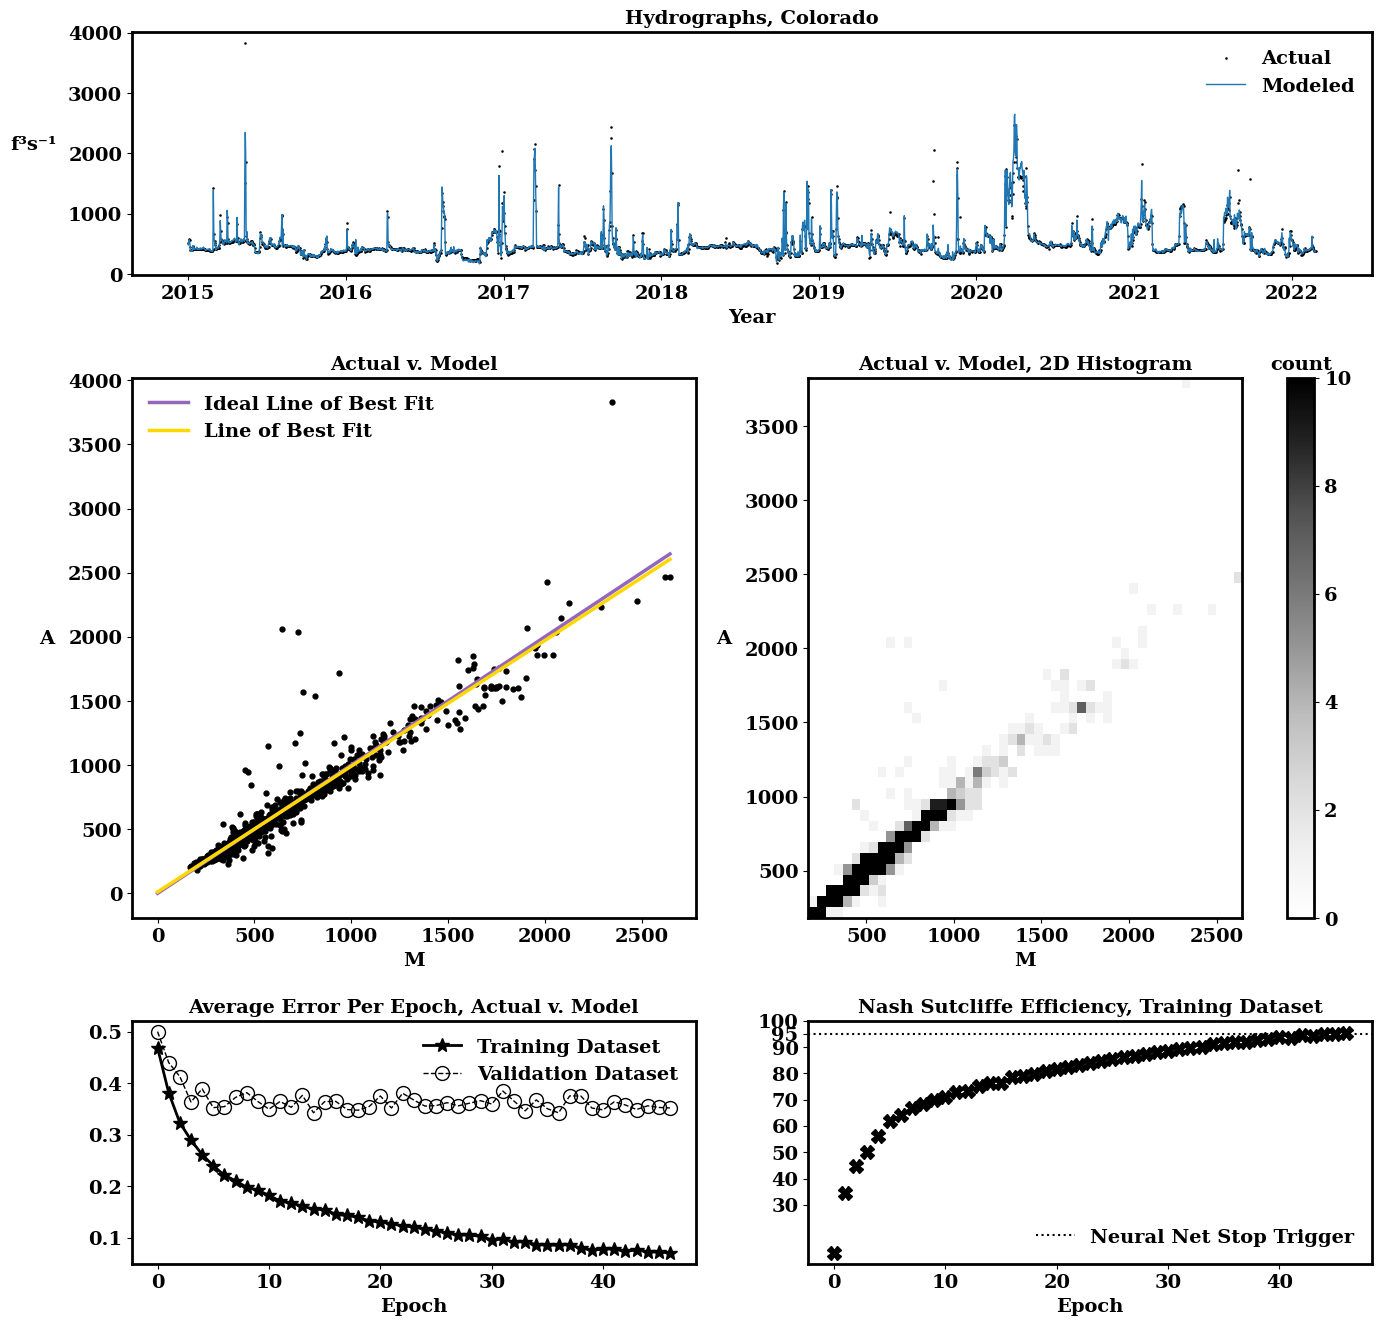 Hydrographs, Colorado
4000
3000
2000
1000
0
f³s⁻¹
Actual
Modeled
2015 2016 2017 2018 2019 2020 2021 2022
Year
Actual v. Model
4000
3500
3000
2500
2000
1500
1000
500
0
A
Ideal Line of Best Fit
Line of Best Fit
0 500 1000 1500 2000 2500
M
Actual v. Model, 2D Histogram
3500
3000
2500
2000
1500
1000
500
A
500 1000 1500 2000 2500
M
count
10
8
6
4
2
0
Average Error Per Epoch, Actual v. Model
0.5
0.4
0.3
0.2
0.1
Training Dataset
Validation Dataset
0 10 20 30 40
Epoch
Nash Sutcliffe Efficiency, Training Dataset
100
95
90
80
70
60
50
40
30
Neural Net Stop Trigger
0 10 20 30 40
Epoch